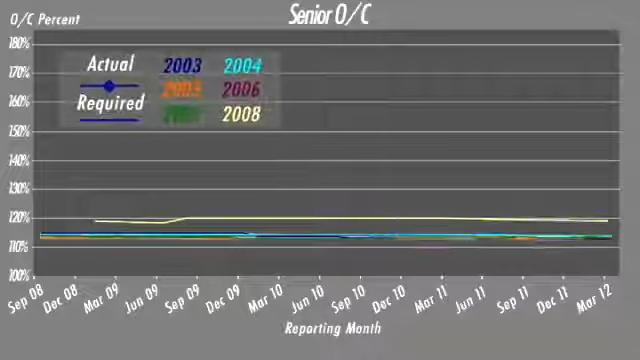 Senior O/C
O/C Percent
180%
170%
160%
150%
140%
130%
120%
110%
100%
Actual 2003 2004
2005 2006
Required
2007 2008
Sep 08 Dec 08 Mar 09 Jun 09 Sep 09 Dec 09 Mar 10 Jun 10 Sep 10 Dec 10 Mar 11 Jun 11 Sep 11 Dec 11 Mar 12
Reporting Month